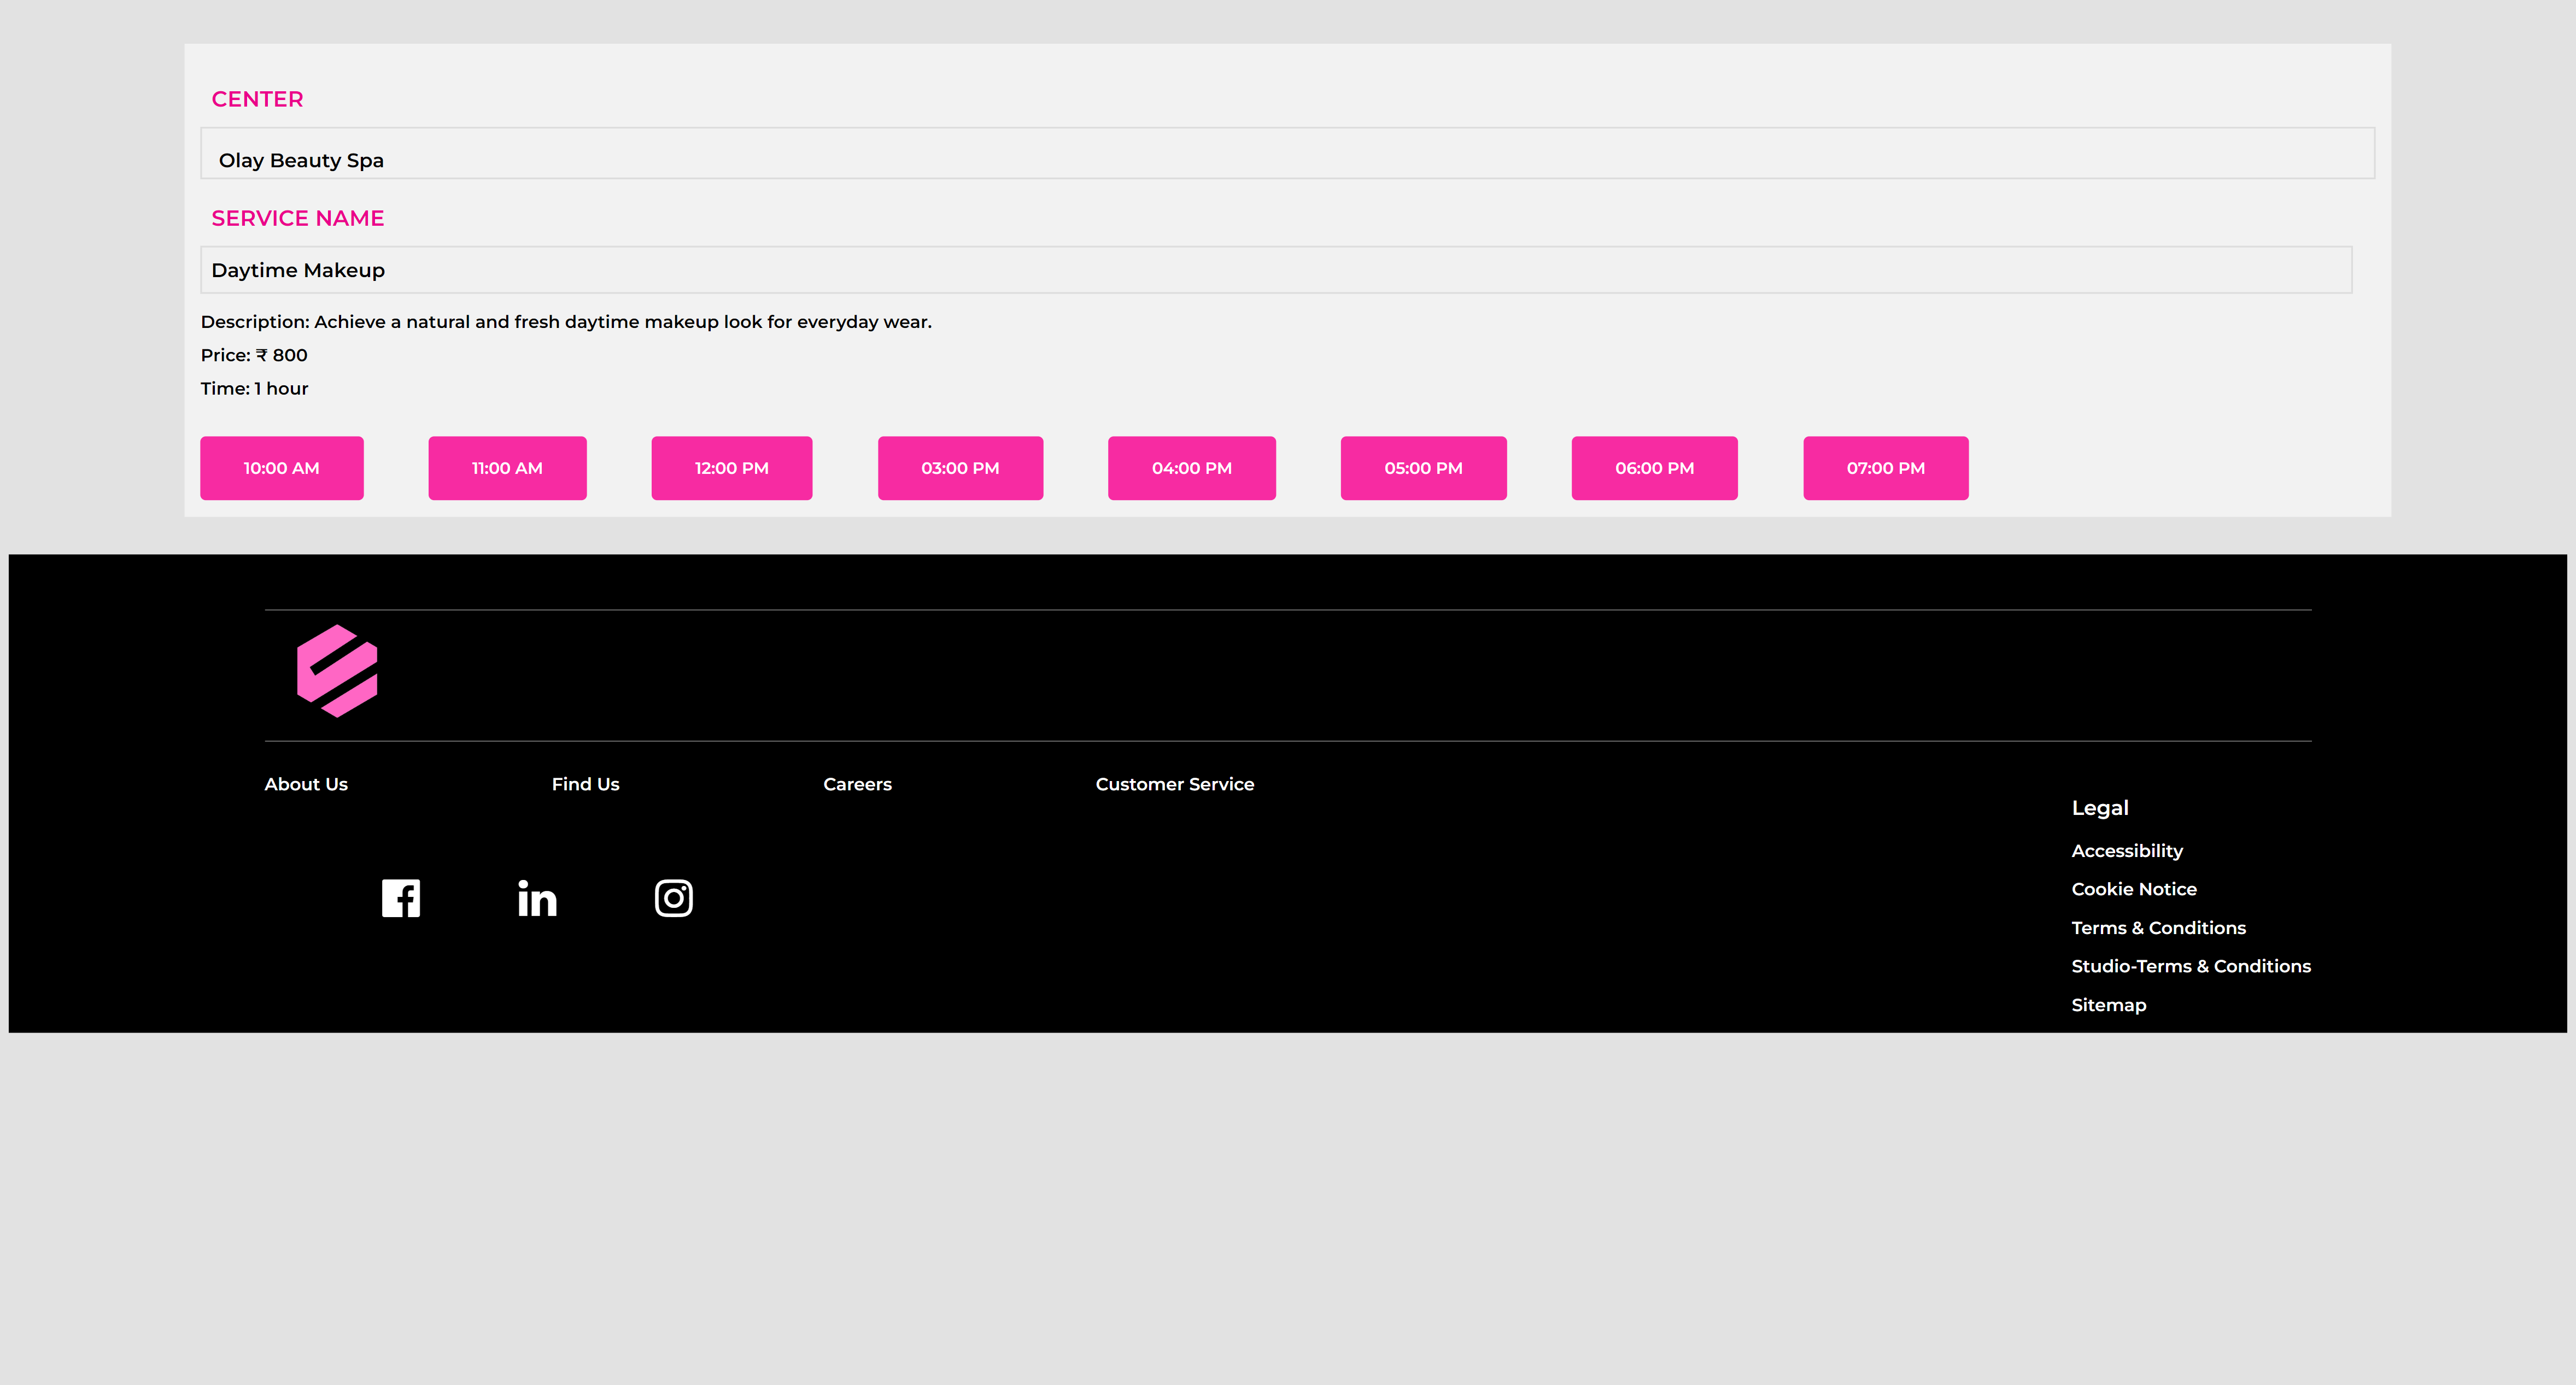 CENTER
Olay Beauty Spa
SERVICE NAME
Daytime Makeup
Description: Achieve a natural and fresh daytime makeup look for everyday wear.
Price: ₹ 800
Time: 1 hour
10:00 AM 11:00 AM 12:00 PM 03:00 PM 04:00 PM 05:00 PM 06:00 PM 07:00 PM
About Us Find Us Careers Customer Service
Legal
Accessibility
Cookie Notice
Terms & Conditions
Studio-Terms & Conditions
Sitemap